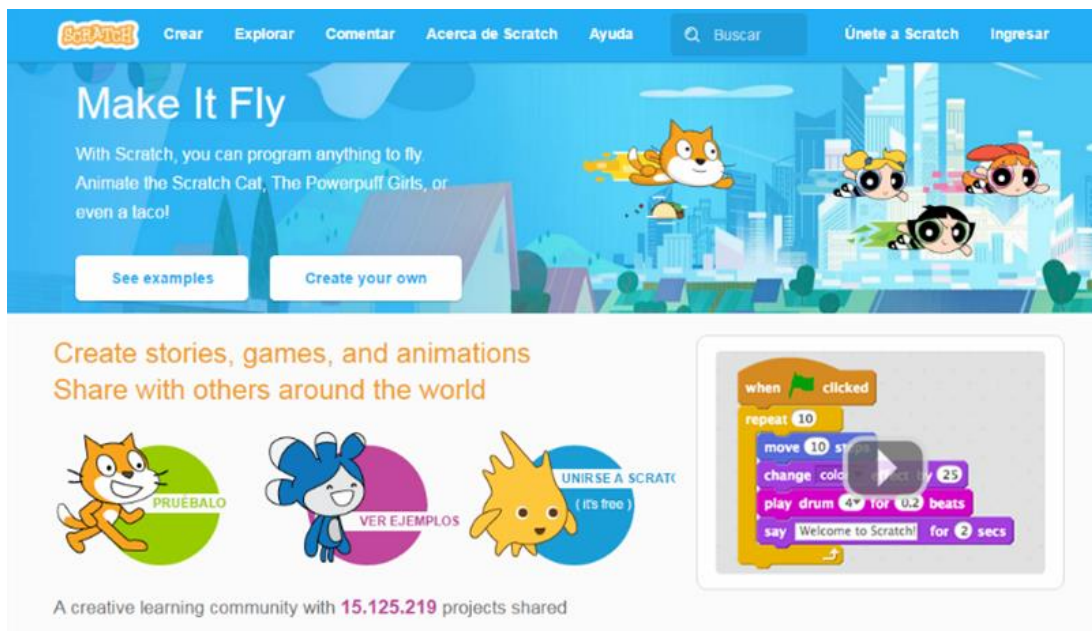 SCRATCH Crear Explorar Comentar Acerca de Scratch Ayuda Buscar Únete a Scratch Ingresar
Make It Fly
With Scratch, you can program anything to fly.
Animate the Scratch Cat, The Powerpuff Girls, or
even a taco!
See examples Create your own
Create stories, games, and animations
Share with others around the world
PRUÉBALO
VER EJEMPLOS
UNIRSE A SCRATC
( it's free )
A creative learning community with 15.125.219 projects shared
when clicked
repeat 10
move 10
change by 25
play drum 4 for 0.2 beats
say Welcome to Scratch! for 2 secs